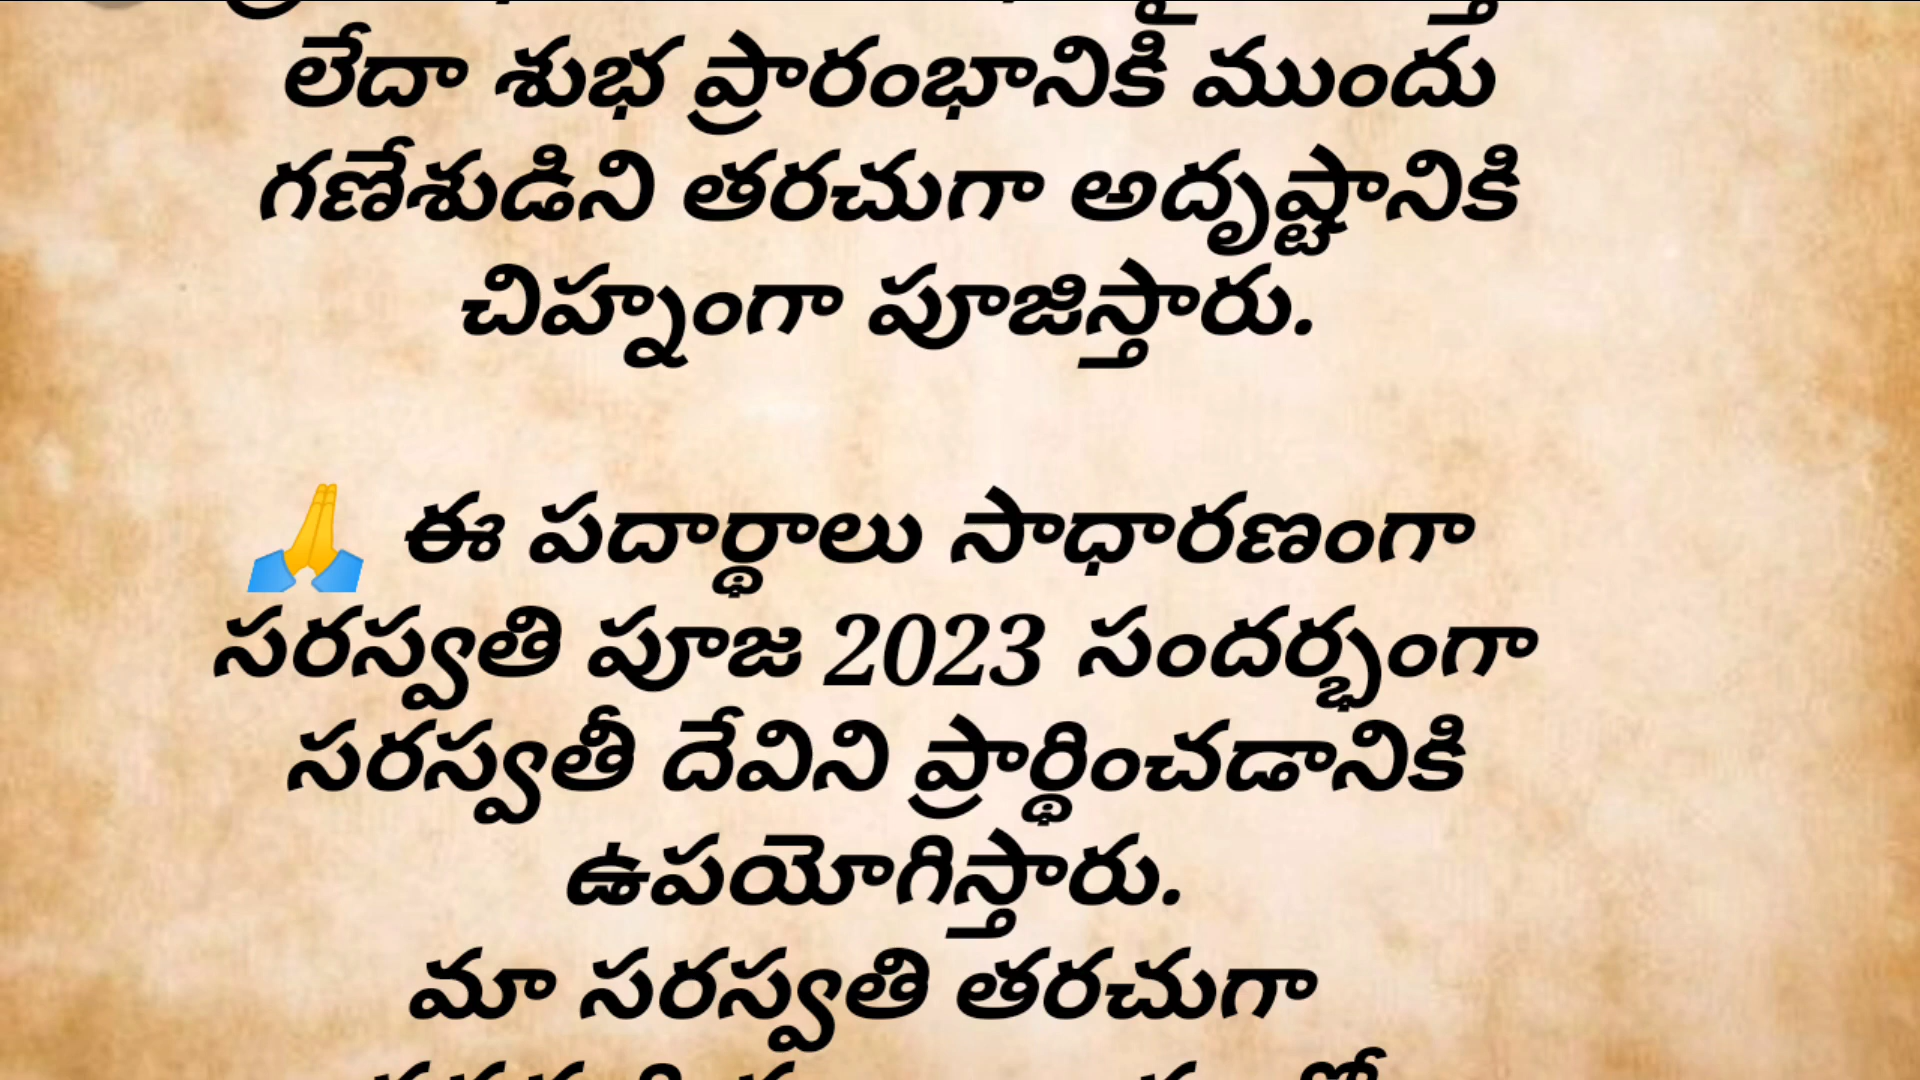 లేదా శుభ ప్రారంభానికి ముందు
గణేశుడిని తరచుగా అదృష్టానికి
చిహ్నంగా పూజిస్తారు.
🙏 ఈ పదార్థాలు సాధారణంగా
సరస్వతి పూజ 2023 సందర్భంగా
సరస్వతీ దేవిని ప్రార్థించడానికి
ఉపయోగిస్తారు.
మా సరస్వతి తరచుగా